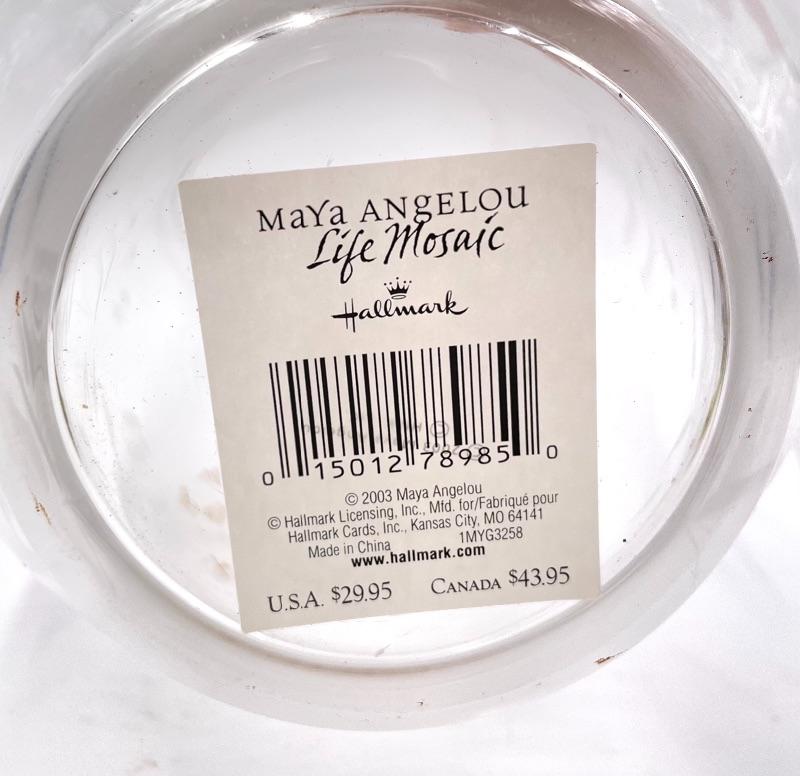 MaYa ANgeLOU
Life Mosaic
Hallmark
0 15012 78985 0
© 2003 Maya Angelou
© Hallmark Licensing, Inc., Mfd. for/Fabriqué pour
Hallmark Cards, Inc., Kansas City, MO 64141
Made in China 1MYG3258
www.hallmark.com
U.S.A. $29.95 CANADA $43.95